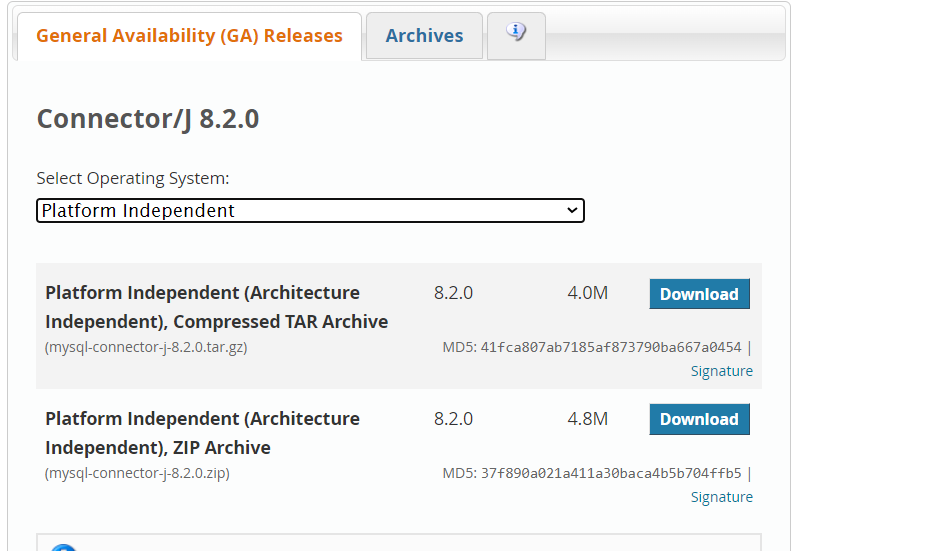 General Availability (GA) Releases
Archives
Connector/J 8.2.0
Select Operating System:
Platform Independent
Platform Independent (Architecture Independent), Compressed TAR Archive
8.2.0
4.0M
Download
(mysql-connector-j-8.2.0.tar.gz)
MD5: 41fca807ab7185af873790ba667a0454 |
Signature
Platform Independent (Architecture Independent), ZIP Archive
8.2.0
4.8M
Download
(mysql-connector-j-8.2.0.zip)
MD5: 37f890a021a411a30baca4b5b704ffb5 |
Signature